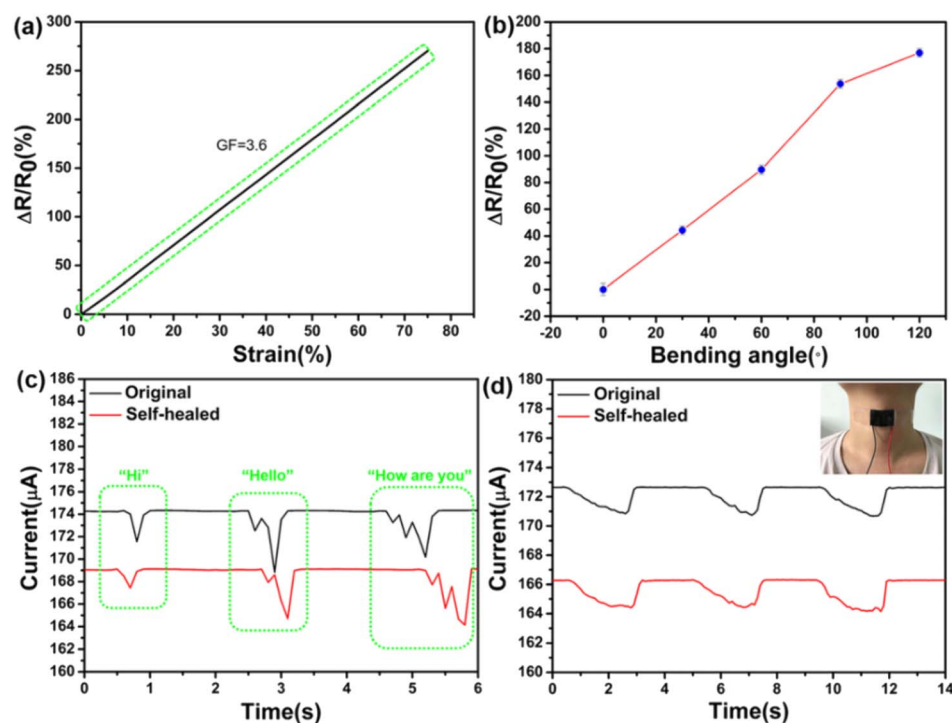 (a)
300
250
200
150
100
50
0
ΔR/R0(%)
GF=3.6
0 10 20 30 40 50 60 70 80
Strain(%)
(b)
180
160
140
120
100
80
60
40
20
0
-20
ΔR/R0(%)
-20 0 20 40 60 80 100 120
Bending angle(°)
(c)
186
184
182
180
178
176
174
172
170
168
166
164
162
160
Current(μA)
Original
Self-healed
“Hi” “Hello” “How are you”
0 1 2 3 4 5 6
Time(s)
(d)
180
178
176
174
172
170
168
166
164
162
160
Current(μA)
Original
Self-healed
0 2 4 6 8 10 12 14
Time(s)